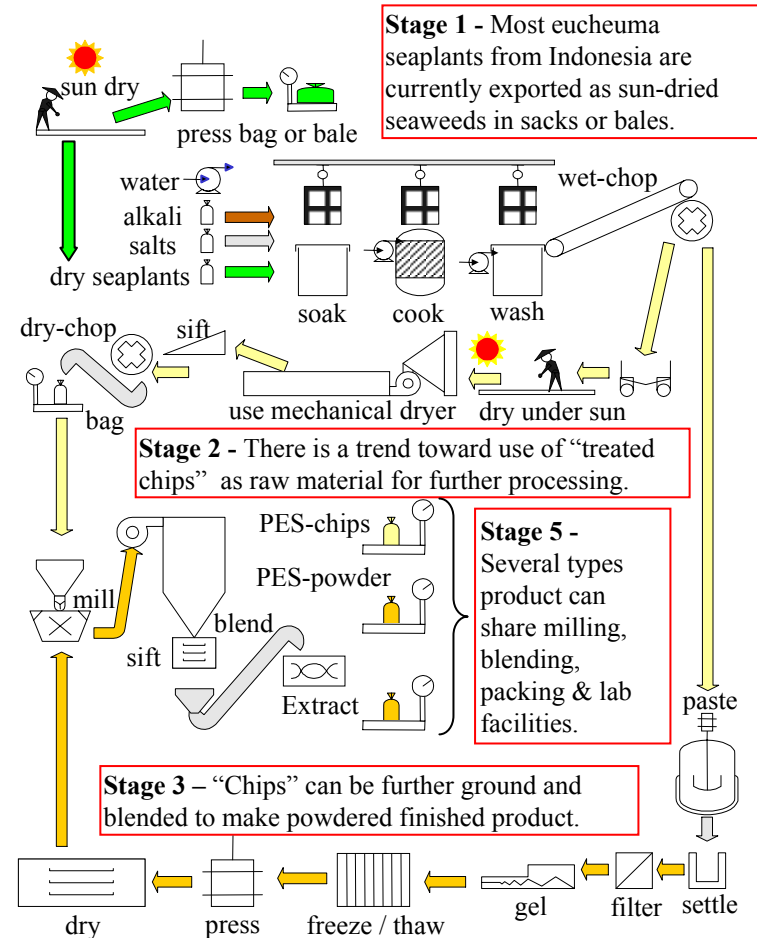 Stage 1 - Most eucheuma
seaplants from Indonesia are
currently exported as sun-dried
seaweeds in sacks or bales.
sun dry
press bag or bale
water
wet-chop
alkali
salts
dry seaplants
soak
cook
wash
dry-chop
sift
bag
use mechanical dryer
dry under sun
Stage 2 - There is a trend toward use of “treated
chips” as raw material for further processing.
PES-chips
PES-powder
Stage 5 -
Several types
product can
share milling,
blending,
packing & lab
facilities.
mill
blend
sift
Extract
paste
Stage 3 – “Chips” can be further ground and
blended to make powdered finished product.
dry
press
freeze / thaw
gel
filter
settle